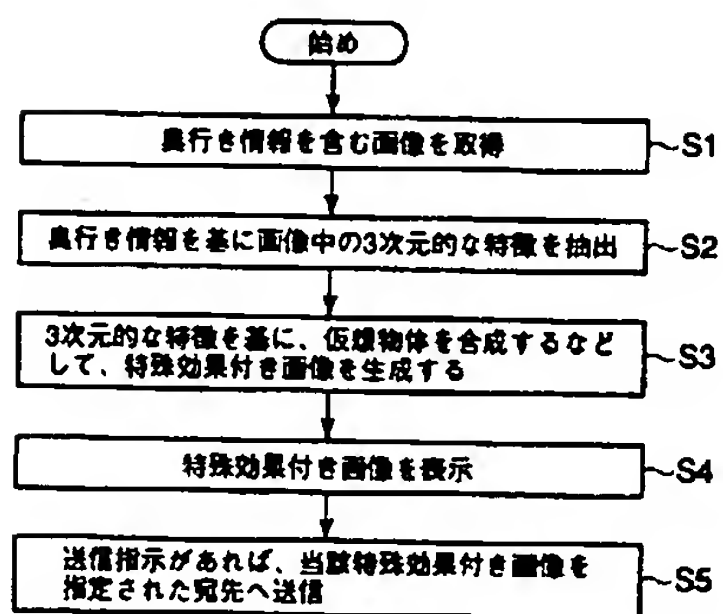 始め
奥行き情報を含む画像を取得
~S1
奥行き情報を基に画像中の3次元的な特徴を抽出
~S2
3次元的な特徴を基に、仮想物体を合成するなど
して、特殊効果付き画像を生成する
~S3
特殊効果付き画像を表示
~S4
送信指示があれば、当該特殊効果付き画像を
指定された宛先へ送信
~S5